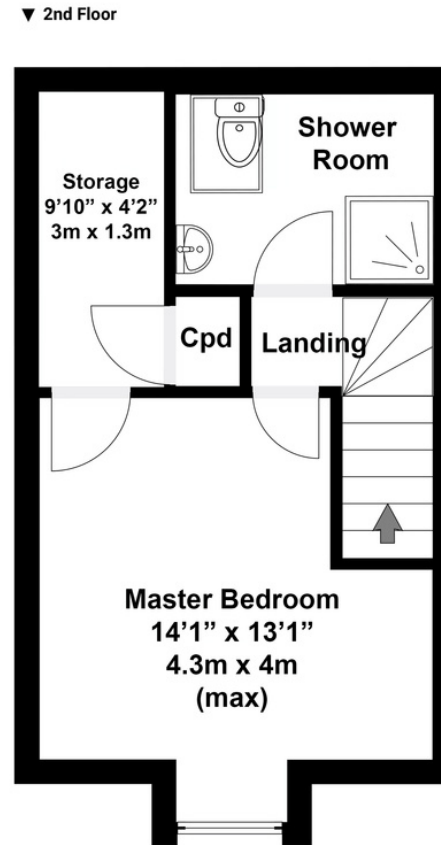 ▼ 2nd Floor
Shower
Room
Storage
9’10” x 4’2”
3m x 1.3m
Cpd
Landing
Master Bedroom
14’1” x 13’1”
4.3m x 4m
(max)